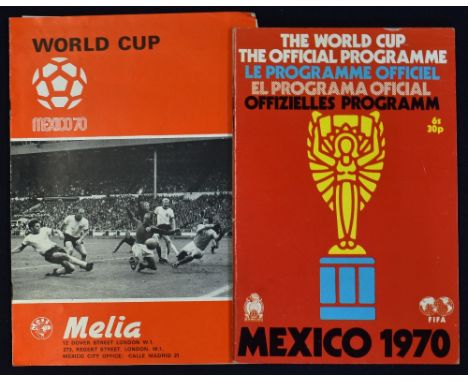 WORLD CUP
MEXICO 70
Melia
12 DOVER STREET LONDON W.1.
273, REGENT STREET, LONDON, W.1.
MEXICO CITY OFFICE: CALLE MADRID 21
THE WORLD CUP
THE OFFICIAL PROGRAMME
LE PROGRAMME OFFICIEL
EL PROGRAMA OFICIAL
OFFIZIELLES PROGRAMM
6s
30p
FIFA
MEXICO 1970